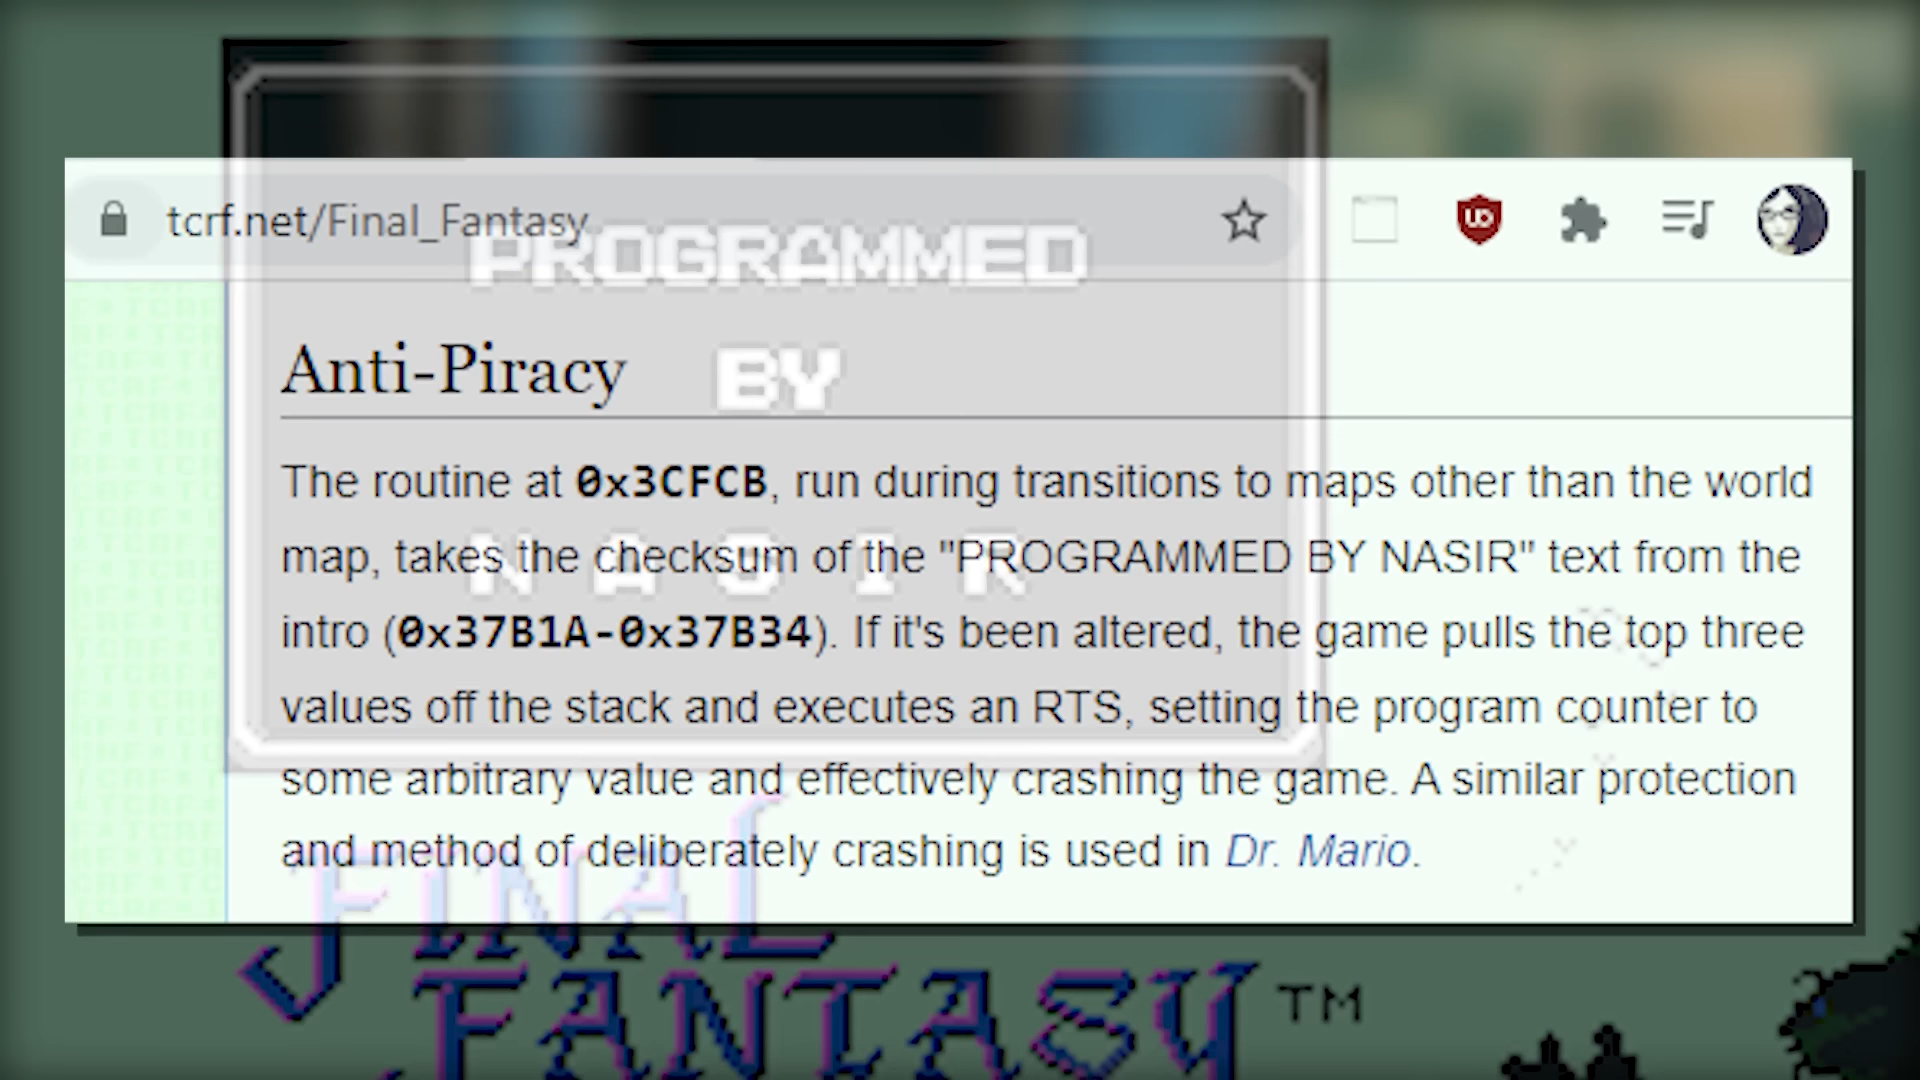 tcrf.net/Final_Fantasy
PROGRAMMED
Anti-Piracy
BY
The routine at 0x3CFCB, run during transitions to maps other than the world
map, takes the checksum of the "PROGRAMMED BY NASIR" text from the
N A S I R
intro (0x37B1A-0x37B34). If it's been altered, the game pulls the top three
values off the stack and executes an RTS, setting the program counter to
some arbitrary value and effectively crashing the game. A similar protection
and method of deliberately crashing is used in Dr. Mario.
FINAL
FANTASY™